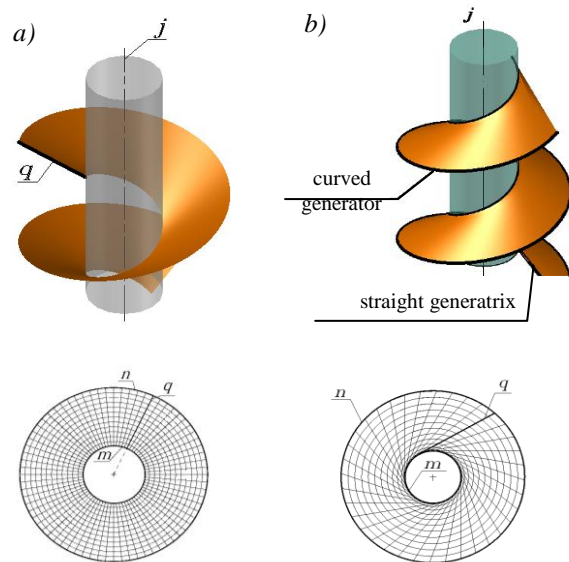 a)
j
q
b)
j
curved
generator
straight generatrix
n
q
m
n
q
m